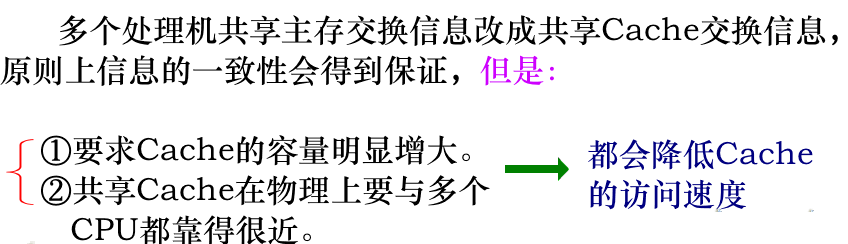 多个处理机共享主存交换信息改成共享Cache交换信息，
原则上信息的一致性会得到保证，但是：
①要求Cache的容量明显增大。
②共享Cache在物理上要与多个
CPU都靠得很近。
都会降低Cache
的访问速度